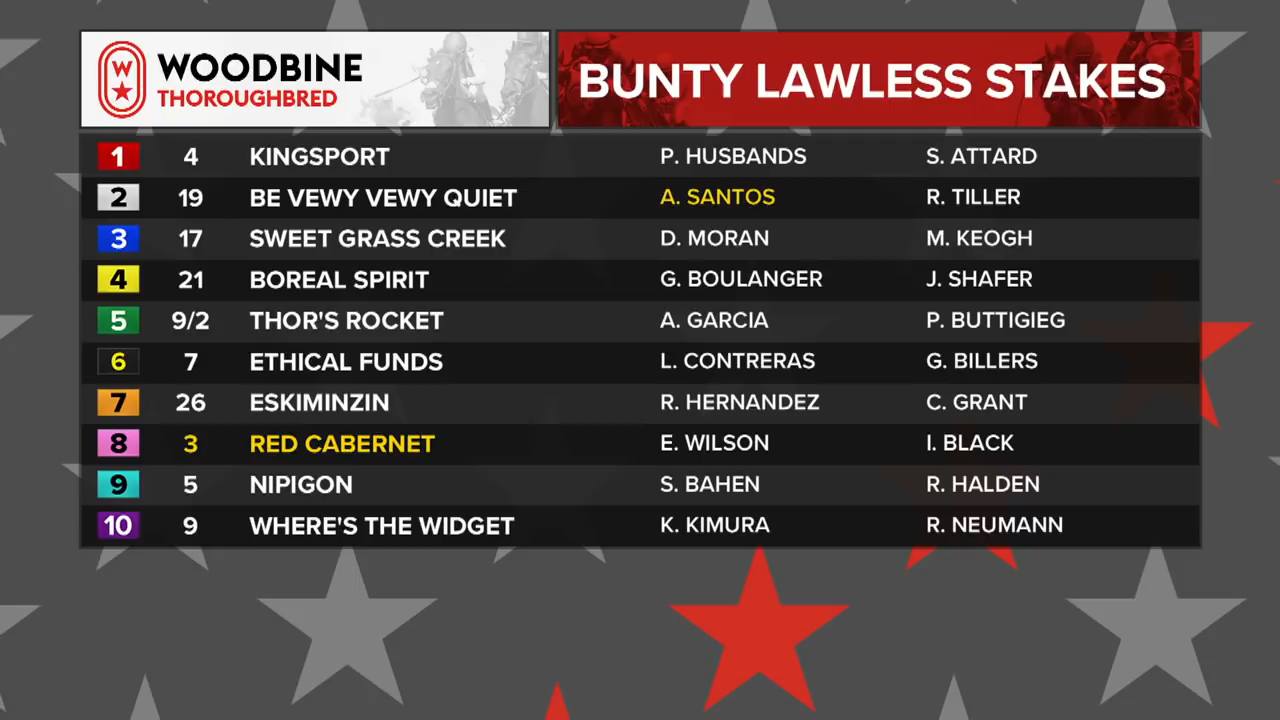 W
WOODBINE
THOROUGHBRED
BUNTY LAWLESS STAKES
1 4 KINGSPORT P. HUSBANDS S. ATTARD
2 19 BE VEWY VEWY QUIET A. SANTOS R. TILLER
3 17 SWEET GRASS CREEK D. MORAN M. KEOGH
4 21 BOREAL SPIRIT G. BOULANGER J. SHAFER
5 9/2 THOR'S ROCKET A. GARCIA P. BUTTIGIEG
6 7 ETHICAL FUNDS L. CONTRERAS G. BILLERS
7 26 ESKIMINZIN R. HERNANDEZ C. GRANT
8 3 RED CABERNET E. WILSON I. BLACK
9 5 NIPIGON S. BAHEN R. HALDEN
10 9 WHERE'S THE WIDGET K. KIMURA R. NEUMANN